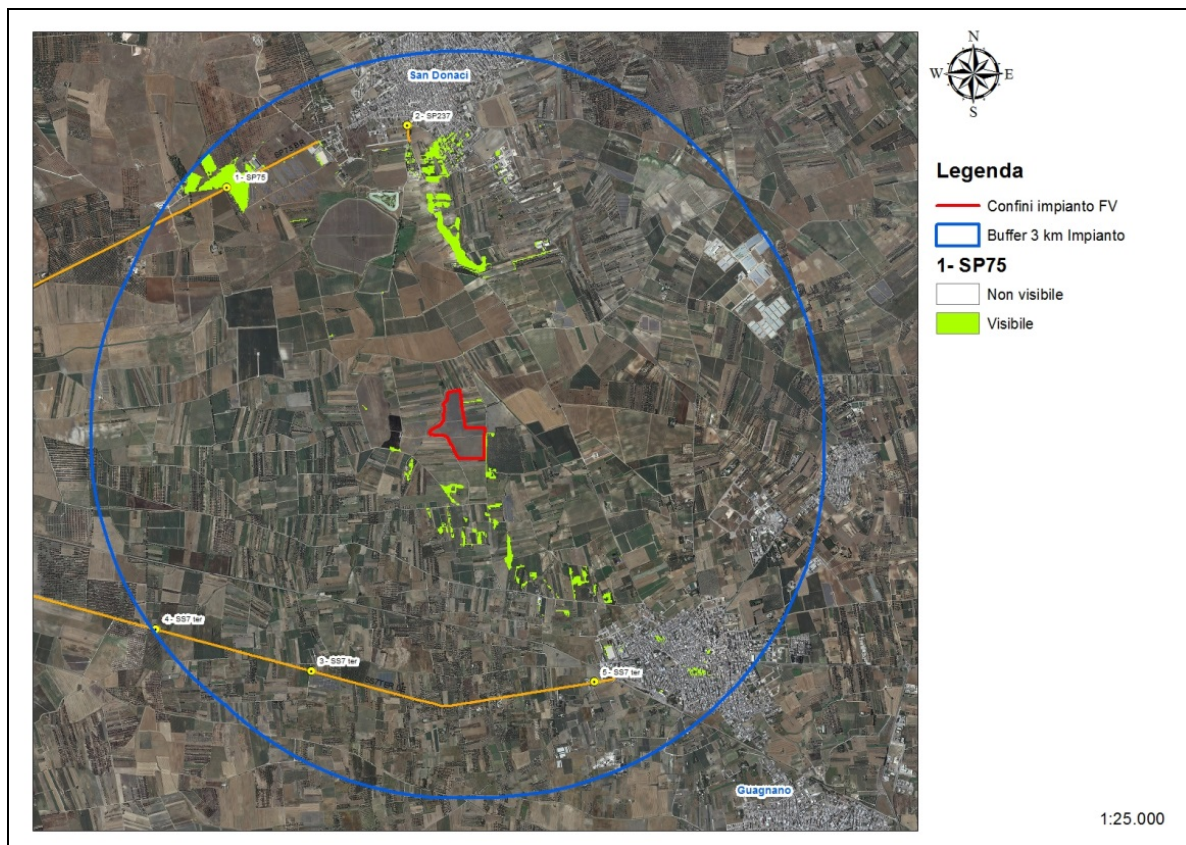 San Donaci
2- SP237
1- SP75
4- SS7 ter
3- SS7 ter
5- SS7 ter
Guagnano
N
W
E
S
Legenda
Confini impianto FV
Buffer 3 km Impianto
1- SP75
Non visibile
Visibile
1:25.000